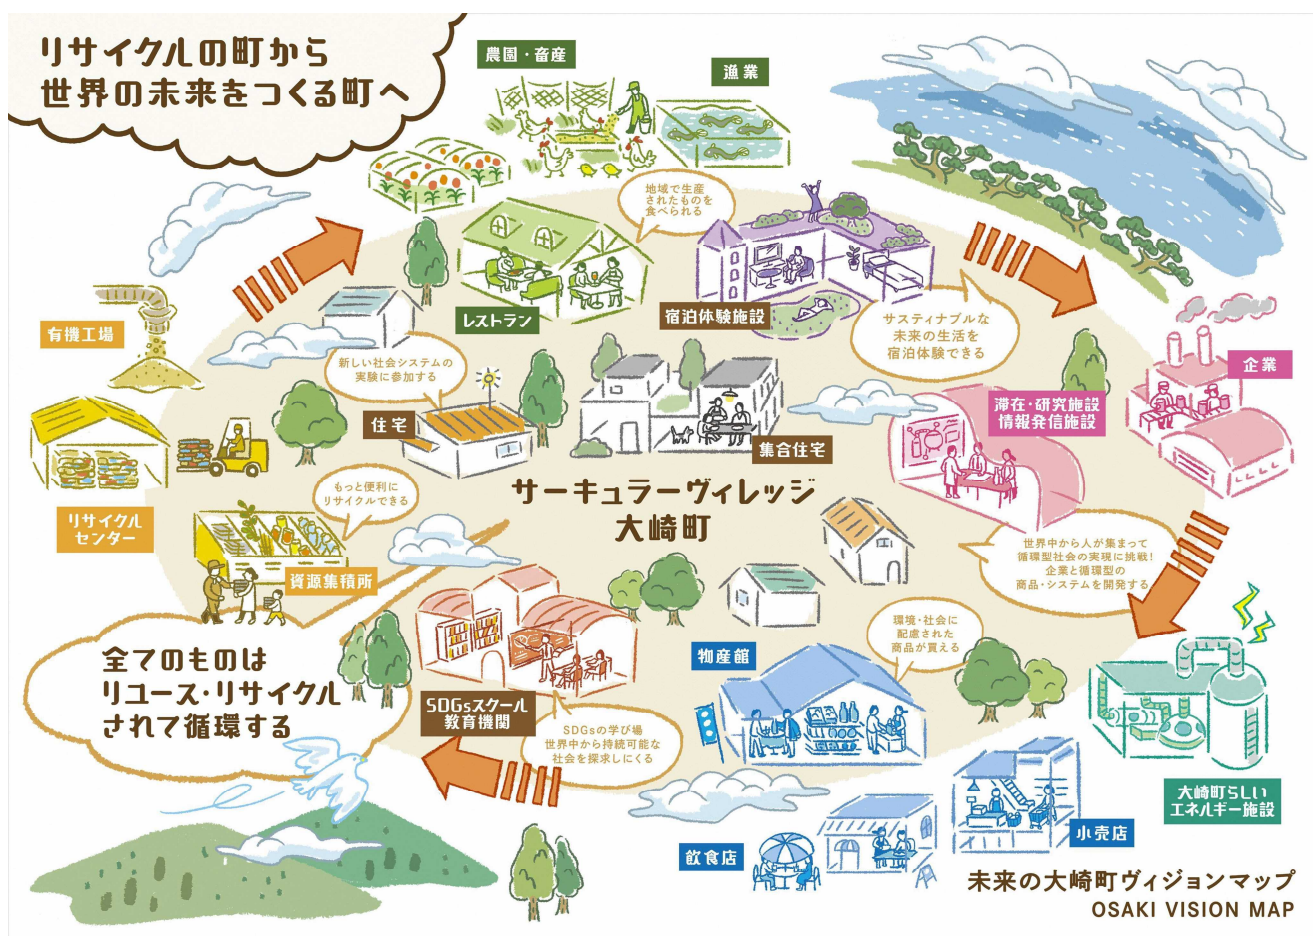 リサイクルの町から
世界の未来をつくる町へ
農園・畜産
漁業
地域で生産
されたものを
食べられる
レストラン
宿泊体験施設
サスティナブルな
未来の生活を
宿泊体験できる
有機工場
新しい社会システムの
実験に参加する
住宅
集合住宅
滞在・研究施設
情報発信施設
企業
リサイクル
センター
もっと便利に
リサイクルできる
資源集積所
サーキュラーヴィレッジ
大崎町
世界中から人が集まって
循環型社会の実現に挑戦!
企業と循環型の
商品・システムを開発する
全てのものは
リユース・リサイクル
されて循環する
SDGsスクール
教育機関
SDGsの学び場
世界中から持続可能な
社会を探求しにくる
物産館
環境・社会に
配慮された
商品が買える
大崎町らしい
エネルギー施設
飲食店
小売店
未来の大崎町ヴィジョンマップ
OSAKI VISION MAP